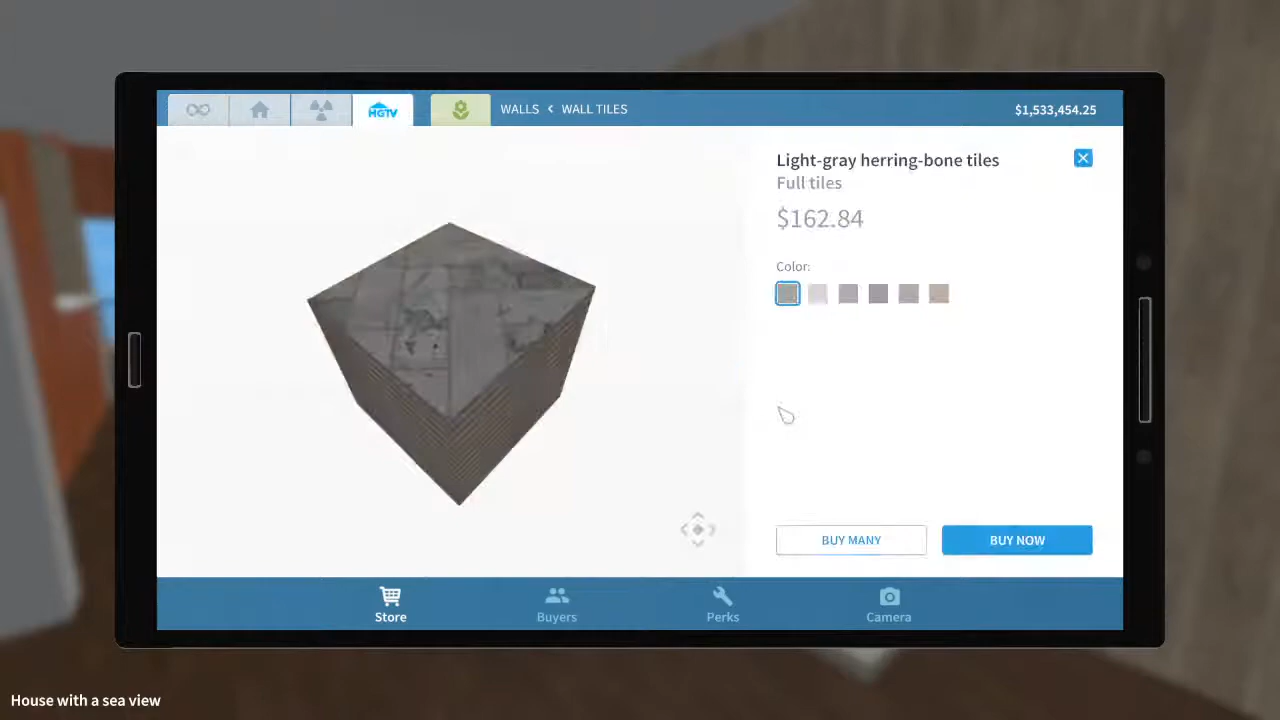 HGTV
WALLS < WALL TILES
$1,533,454.25
Light-gray herring-bone tiles
Full tiles
$162.84
Color:
BUY MANY
BUY NOW
Store
Buyers
Perks
Camera
House with a sea view